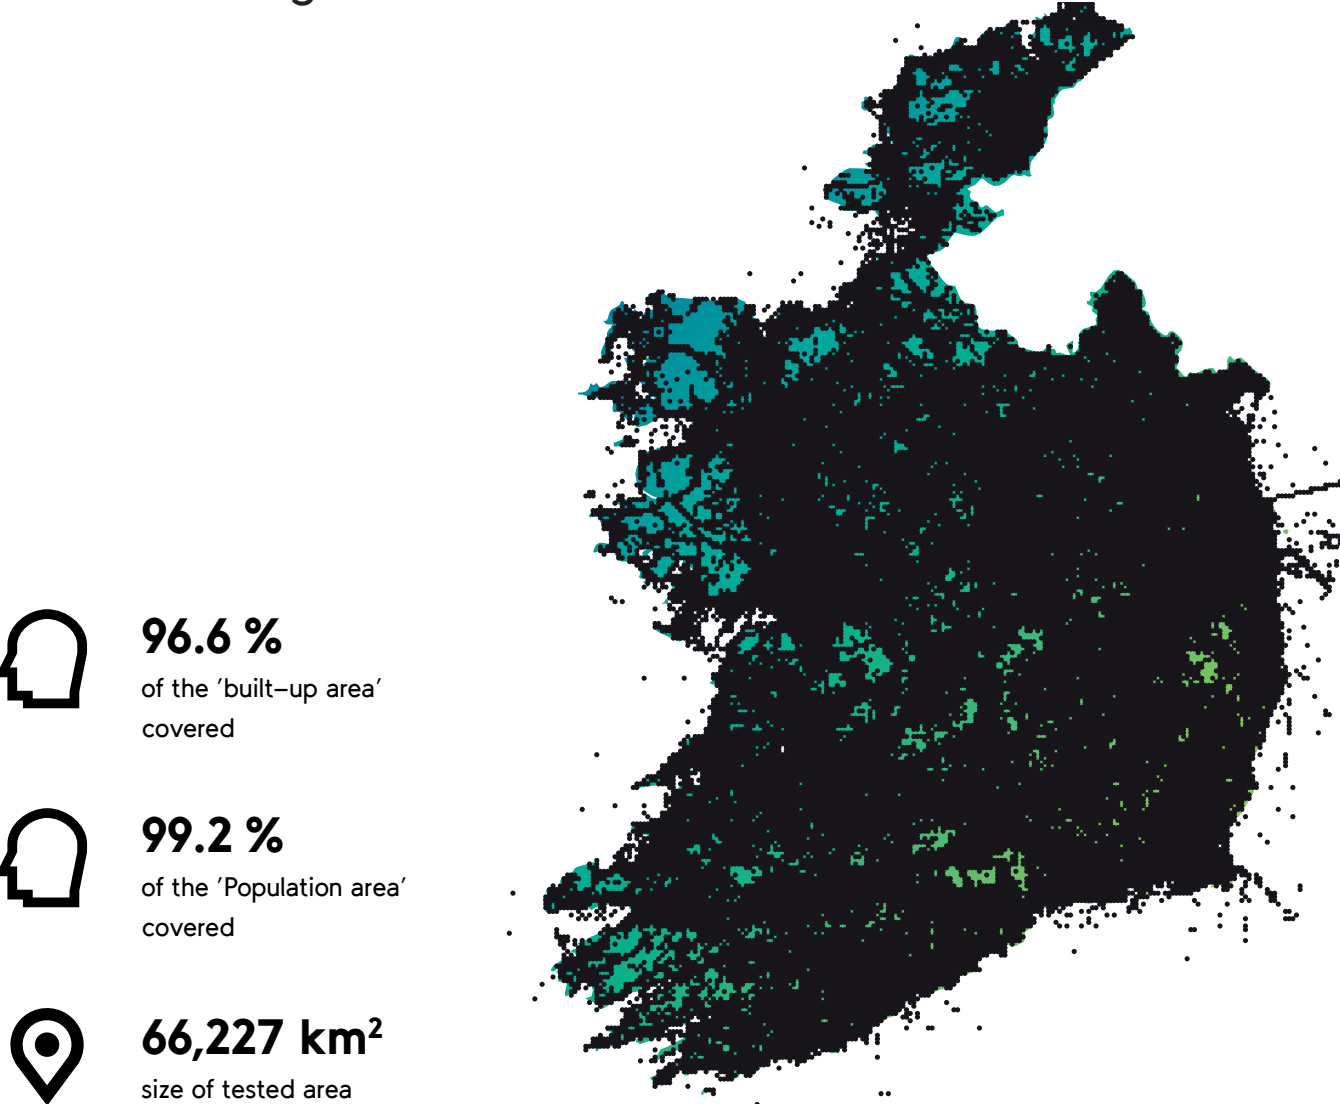 96.6 %
of the ’built–up area’
covered
99.2 %
of the ’Population area’
covered
66,227 km²
size of tested area